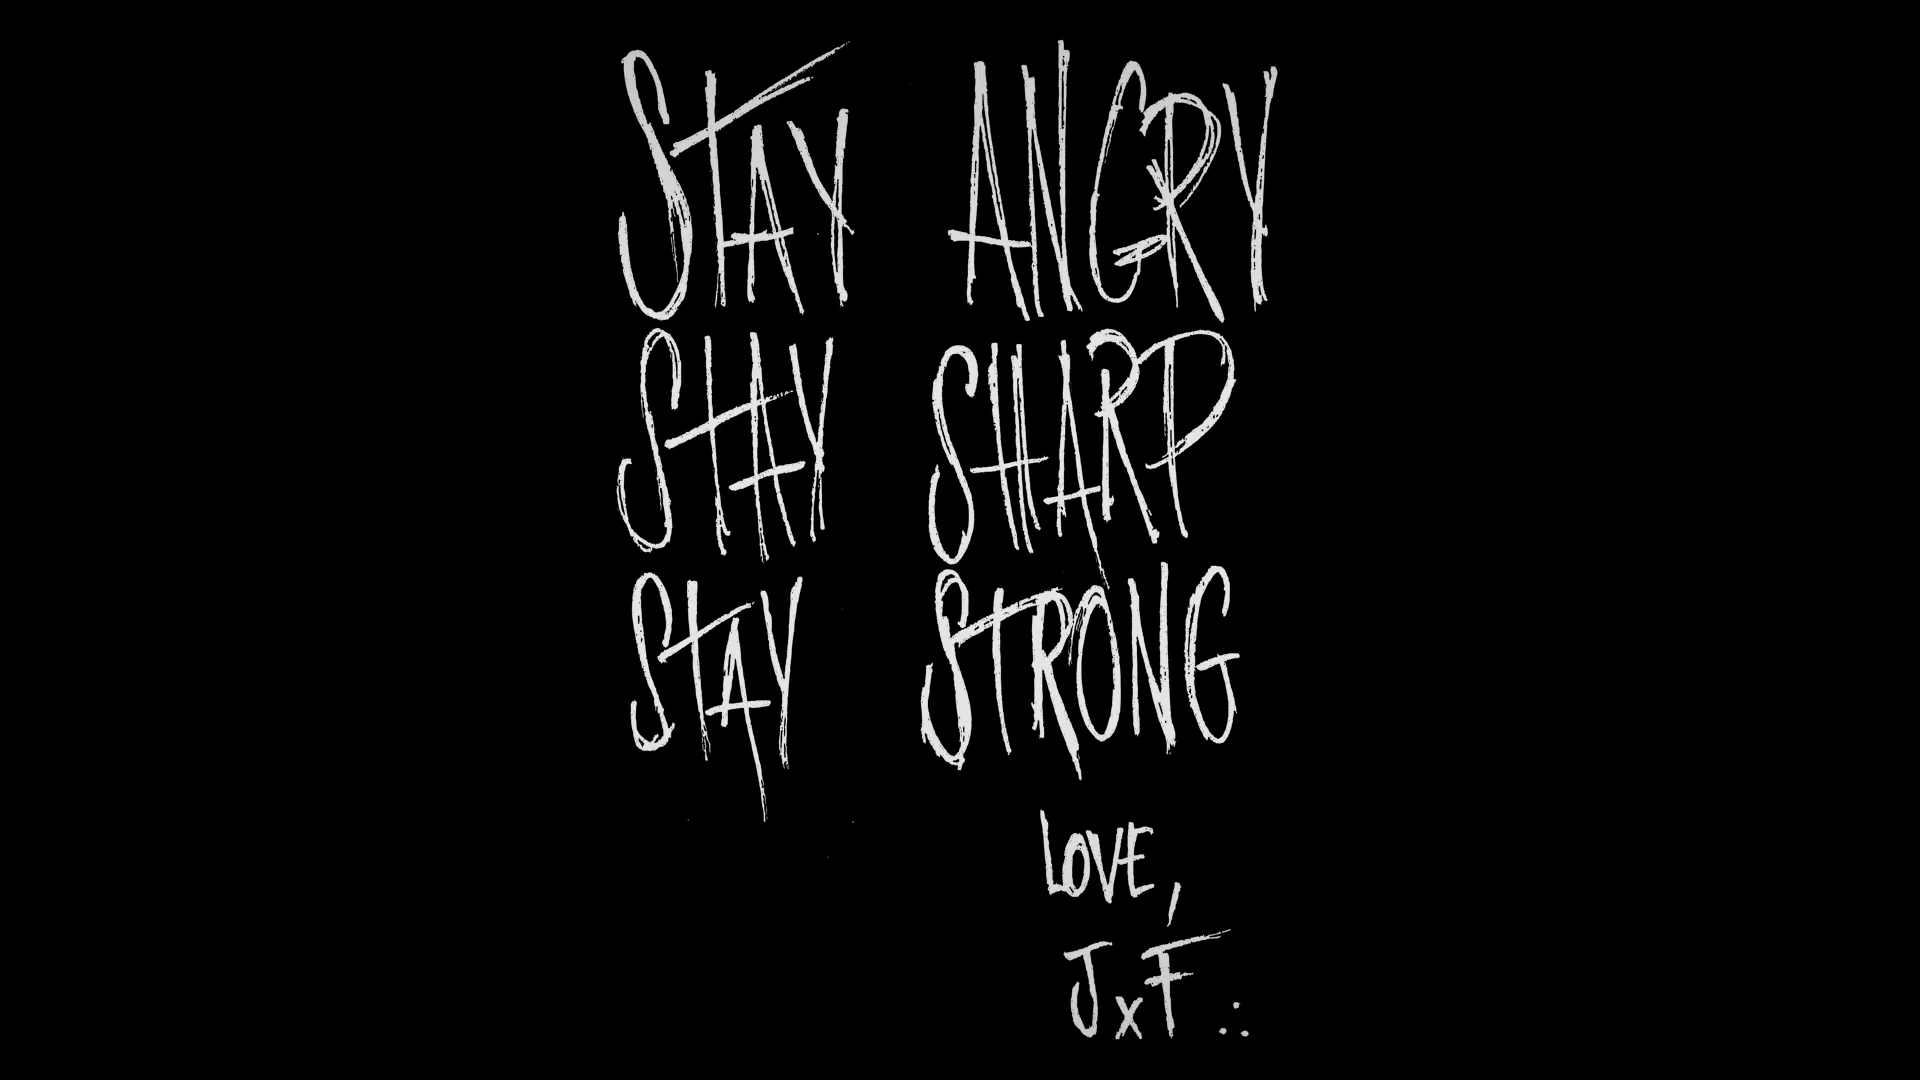 STAY ANGRY
STAY SHARP
STAY STRONG
LOVE,
JxF ∴